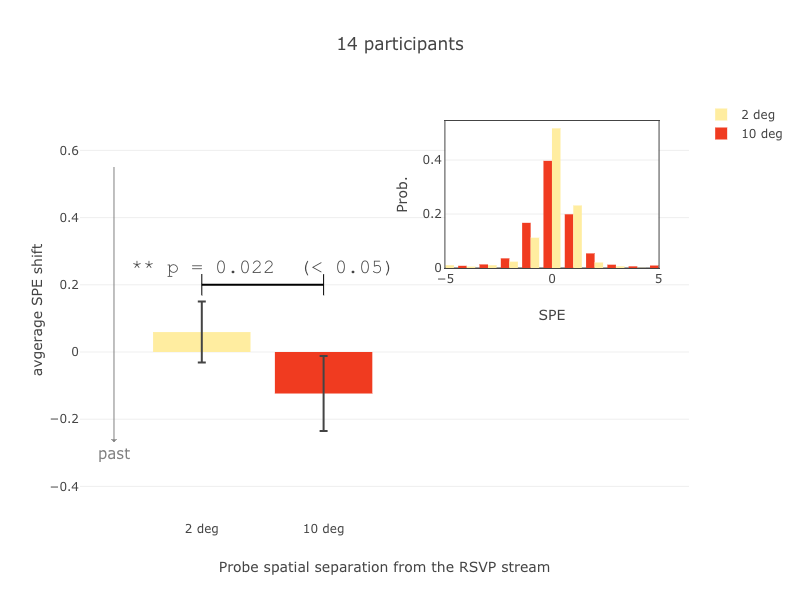 14 participants
2 deg
10 deg
avgerage SPE shift
0.6
0.4
0.2
0
−0.2
−0.4
past
** p = 0.022  (< 0.05)
2 deg
10 deg
Probe spatial separation from the RSVP stream
Prob.
0.4
0.2
0
−5
0
5
SPE